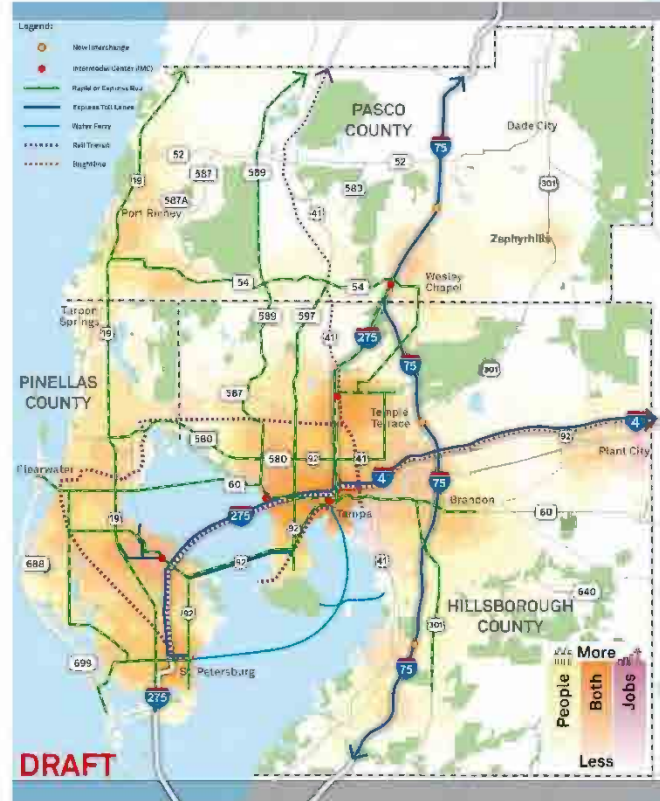 Legend:
New Interchange
Intermodal Center (IMC)
Rapid or Express Bus
Express Toll Lanes
Water Ferry
Rail Transit
Brightline
PASCO
COUNTY
Dade City
75
52
587
589
583
52
301
19
587A
41
Port Richey
Zephyrhills
54
54
Wesley
Chapel
Tarpon
Springs
589
597
41
275
19
75
301
PINELLAS
COUNTY
587
Temple
Terrace
4
92
Plant City
580
580
92
41
4
Clearwater
60
75
Brandon
275
Tampa
60
19
92
688
92
41
92
HILLSBOROUGH
COUNTY
640
301
699
St. Petersburg
75
275
More
People
Both
Jobs
Less
DRAFT